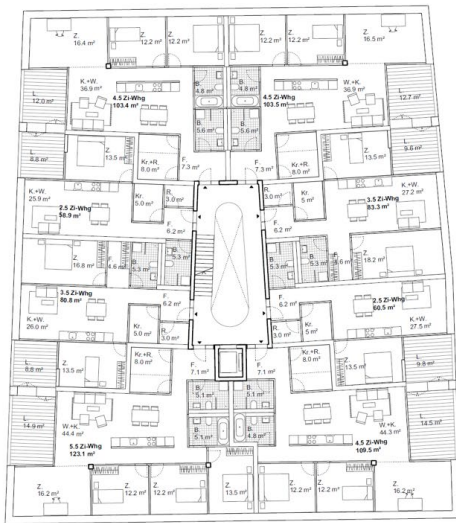 Z.
16.4 m²
Z.
12.2 m²
Z.
12.2 m²
Z.
12.2 m²
Z.
12.2 m²
Z.
16.5 m²
K.+W.
36.9 m²
4.5 Zi-Whg
103.4 m²
B.
4.8 m²
B.
4.8 m²
4.5 Zi-Whg
103.5 m²
W.+K.
36.9 m²
L.
L.
12.7 m²
B.
5.6 m²
B.
5.6 m²
L.
8.8 m²
Z.
13.5 m²
Kr.+R.
8.0 m²
F.
7.3 m²
F.
7.3 m²
Kr.+R.
8.0 m²
Z.
13.5 m²
L.
9.6 m²
K.+W.
25.9 m²
2.5 Zi-Whg
58.9 m²
Kr.
5.0 m²
R.
3.0 m²
R.
3.0 m²
Kr.
5 m²
3.5 Zi-Whg
83.3 m²
K.+W.
27.2 m²
F.
6.2 m²
F.
6.2 m²
Z.
16.8 m²
F.
4.6 m²
B.
5.3 m²
B.
5.3 m²
B.
5.3 m²
B.
5.3 m²
Z.
18.2 m²
3.5 Zi-Whg
80.8 m²
K.+W.
26.0 m²
F.
6.2 m²
F.
6.2 m²
2.5 Zi-Whg
60.5 m²
K.+W.
27.5 m²
Kr.
5.0 m²
R.
3.0 m²
R.
3.0 m²
Kr.
5 m²
L.
8.8 m²
Z.
13.5 m²
Kr.+R.
8.0 m²
F.
7.1 m²
F.
7.1 m²
Kr.+R.
8.0 m²
Z.
13.5 m²
L.
9.8 m²
L.
14.9 m²
W.+K.
44.4 m²
5.5 Zi-Whg
123.1 m²
B.
5.1 m²
B.
5.1 m²
B.
5.1 m²
B.
4.8 m²
W.+K.
44.3 m²
4.5 Zi-Whg
109.5 m²
L.
14.5 m²
Z.
16.2 m²
Z.
12.2 m²
Z.
12.2 m²
Z.
13.5 m²
Z.
12.2 m²
Z.
12.2 m²
Z.
16.2 m²